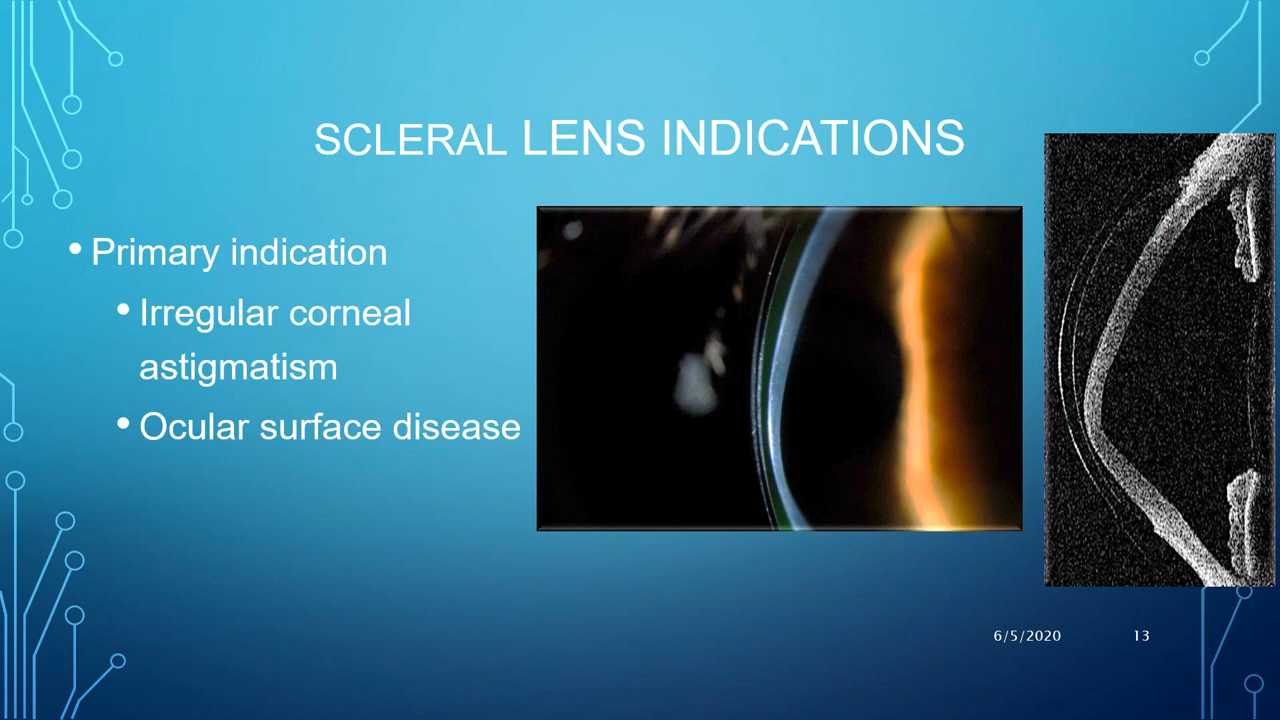 SCLERAL LENS INDICATIONS
• Primary indication
• Irregular corneal
astigmatism
• Ocular surface disease
6/5/2020
13